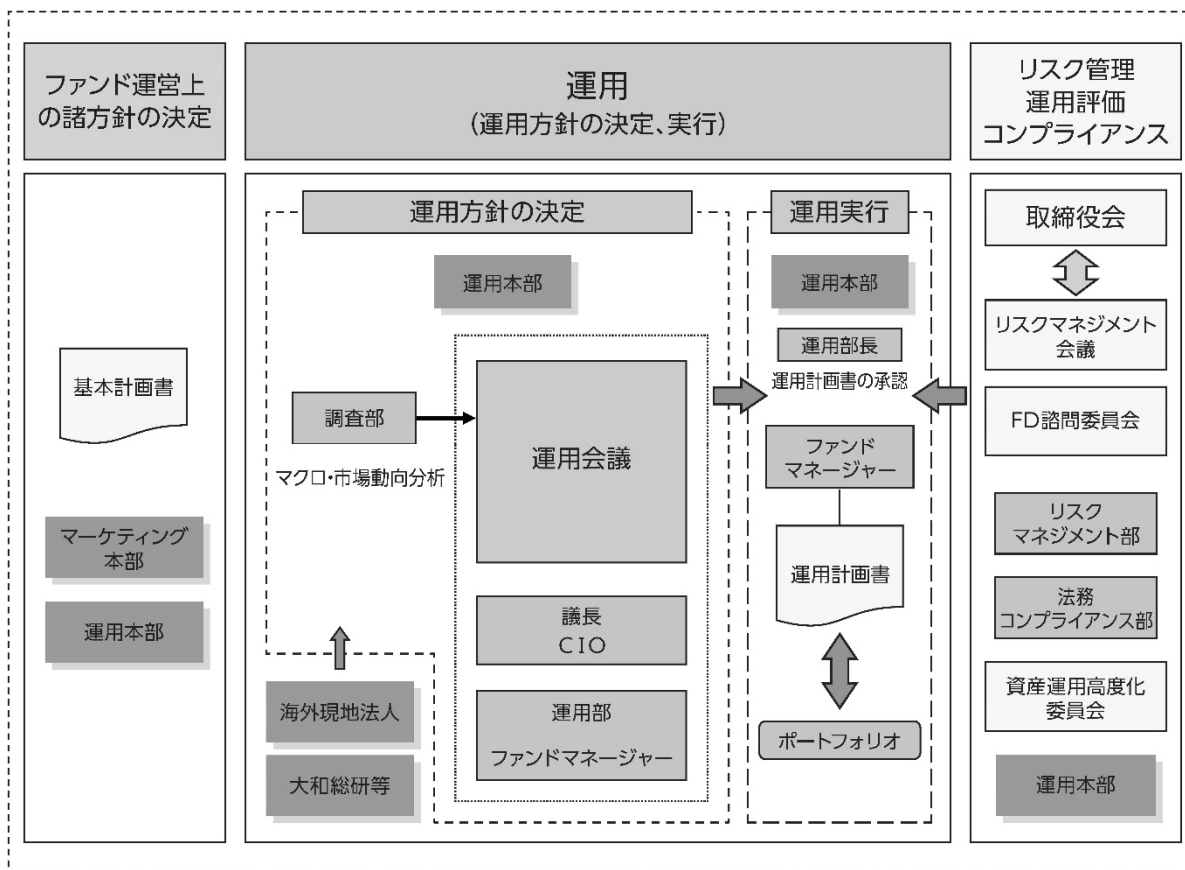 ファンド運営上
の諸方針の決定
運用
(運用方針の決定、実行)
リスク管理
運用評価
コンプライアンス
基本計画書
マーケティング
本部
運用本部
運用方針の決定
運用本部
調査部
マクロ・市場動向分析
運用会議
議長
CIO
運用部
ファンドマネージャー
海外現地法人
大和総研等
運用実行
運用本部
運用部長
運用計画書の承認
ファンド
マネージャー
運用計画書
ポートフォリオ
取締役会
リスクマネジメント
会議
FD諮問委員会
リスク
マネジメント部
法務
コンプライアンス部
資産運用高度化
委員会
運用本部